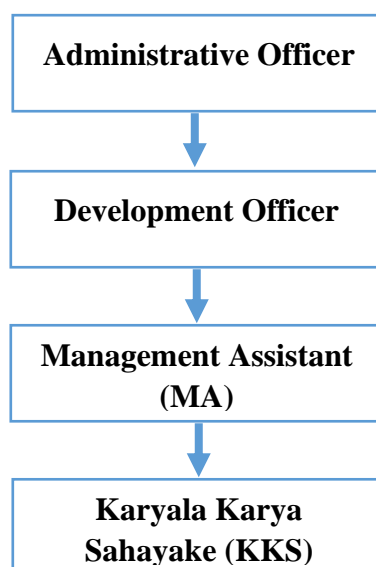 Administrative Officer
Development Officer
Management Assistant
(MA)
Karyala Karya
Sahayake (KKS)